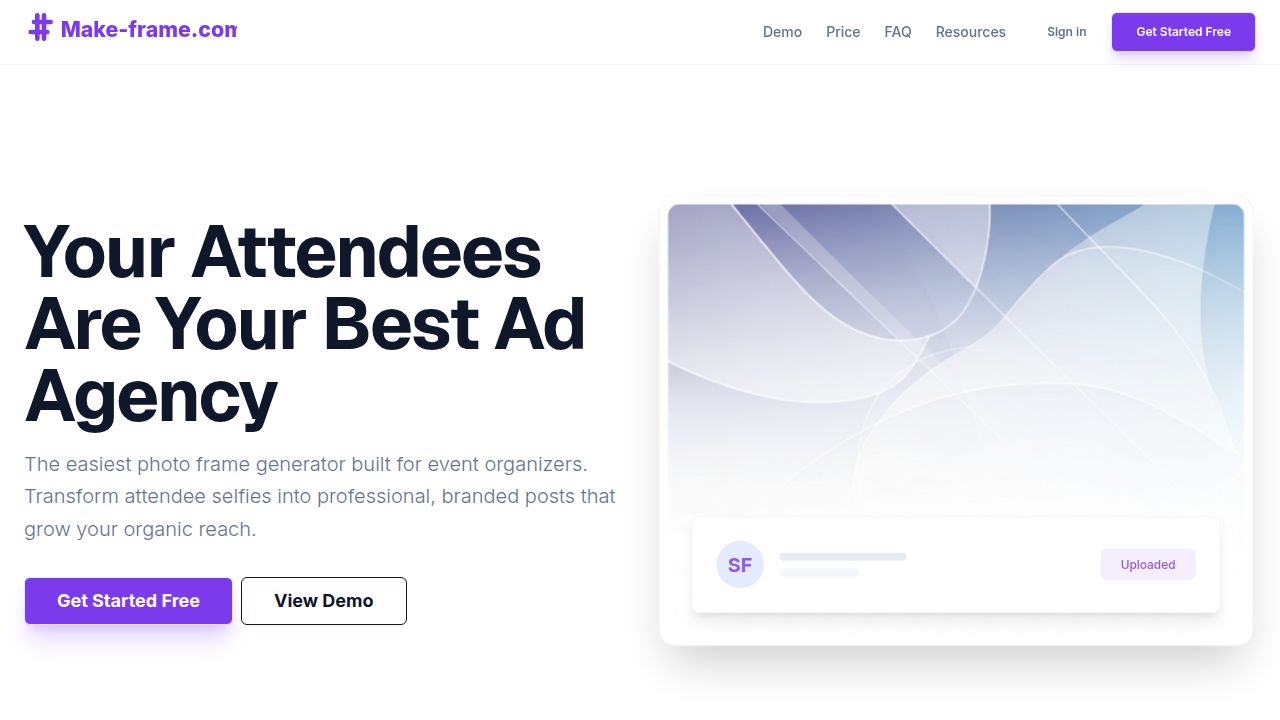 Make-frame.com
Demo
Price
FAQ
Resources
Sign in
Get Started Free
Your Attendees
Are Your Best Ad
Agency
The easiest photo frame generator built for event organizers.
Transform attendee selfies into professional, branded posts that
grow your organic reach.
Get Started Free
View Demo
SF
Uploaded